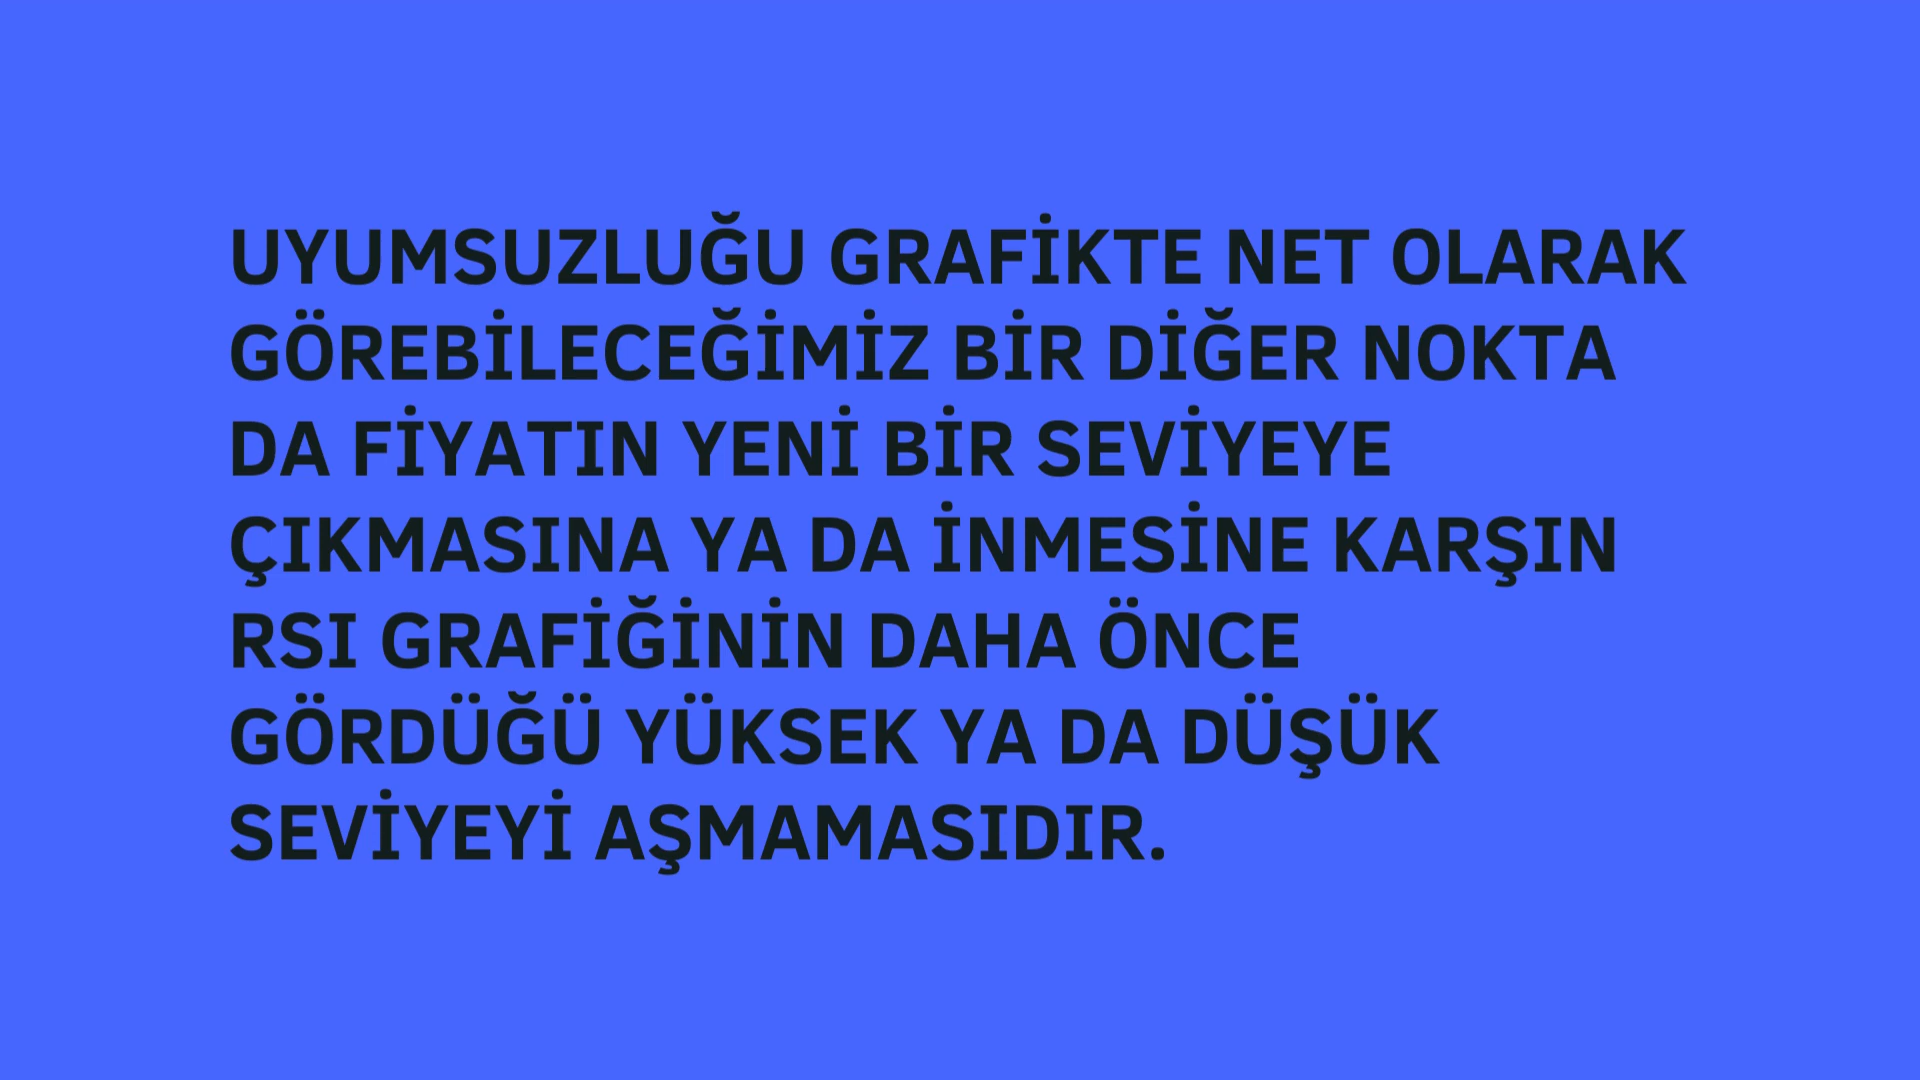 UYUMSUZLUĞU GRAFİKTE NET OLARAK
GÖREBİLECEĞİMİZ BİR DİĞER NOKTA
DA FİYATIN YENİ BİR SEVİYEYE
ÇIKMASINA YA DA İNMESİNE KARŞIN
RSI GRAFİĞİNİN DAHA ÖNCE
GÖRDÜĞÜ YÜKSEK YA DA DÜŞÜK
SEVİYEYİ AŞMAMASIDIR.